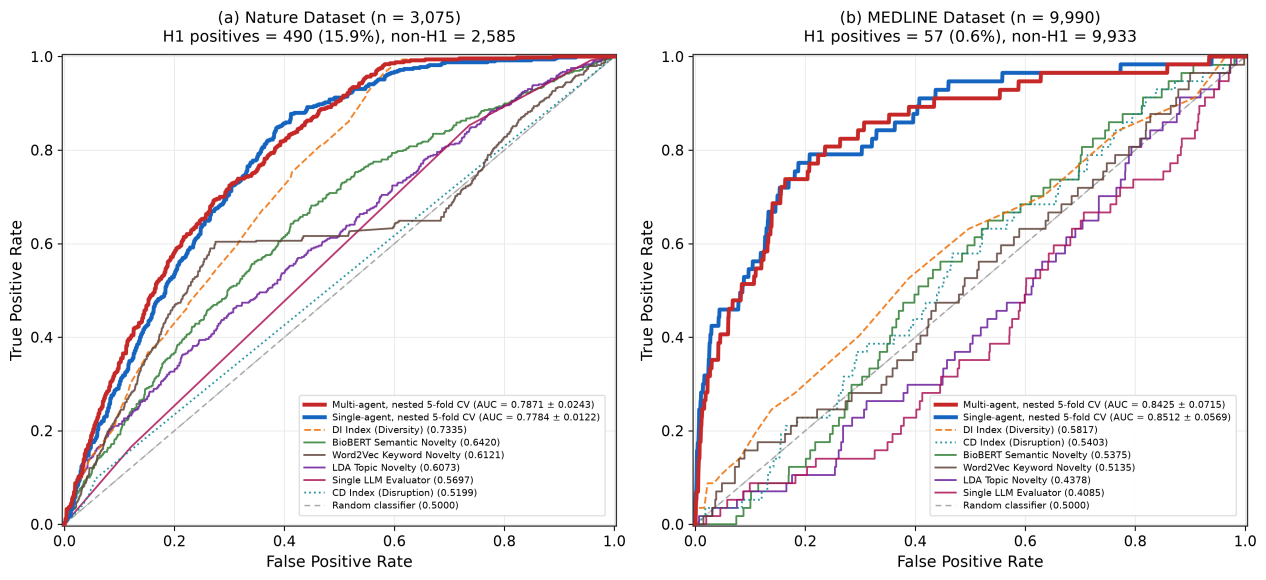 (a) Nature Dataset (n = 3,075)
H1 positives = 490 (15.9%), non-H1 = 2,585
True Positive Rate
1.0
0.8
0.6
0.4
0.2
0.0
0.0 0.2 0.4 0.6 0.8 1.0
False Positive Rate
Multi-agent, nested 5-fold CV (AUC = 0.7871 ± 0.0243)
Single-agent, nested 5-fold CV (AUC = 0.7784 ± 0.0122)
DI Index (Diversity) (0.7335)
BioBERT Semantic Novelty (0.6420)
Word2Vec Keyword Novelty (0.6121)
LDA Topic Novelty (0.6073)
Single LLM Evaluator (0.5697)
CD Index (Disruption) (0.5199)
Random classifier (0.5000)
(b) MEDLINE Dataset (n = 9,990)
H1 positives = 57 (0.6%), non-H1 = 9,933
True Positive Rate
1.0
0.8
0.6
0.4
0.2
0.0
0.0 0.2 0.4 0.6 0.8 1.0
False Positive Rate
Multi-agent, nested 5-fold CV (AUC = 0.8425 ± 0.0715)
Single-agent, nested 5-fold CV (AUC = 0.8512 ± 0.0569)
DI Index (Diversity) (0.5817)
CD Index (Disruption) (0.5403)
BioBERT Semantic Novelty (0.5375)
Word2Vec Keyword Novelty (0.5135)
LDA Topic Novelty (0.4378)
Single LLM Evaluator (0.4085)
Random classifier (0.5000)